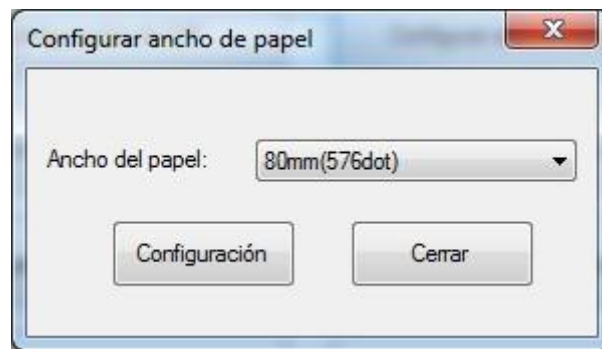 Configurar ancho de papel
Ancho del papel: 80mm(576dot)
Configuración Cerrar